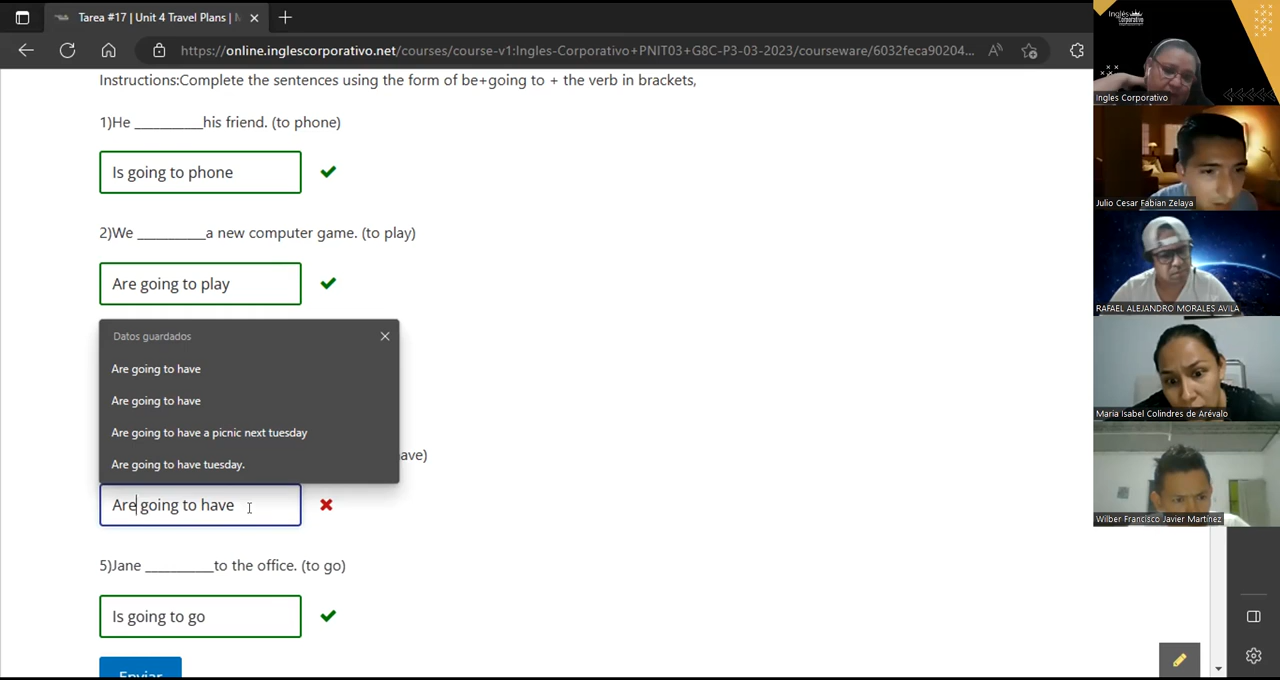 Tarea #17 | Unit 4 Travel Plans |
https://online.inglescorporativo.net/courses/course-v1:Ingles-Corporativo+PNIT03+G8C-P3-03-2023/courseware/6032feca90204...
Instructions:Complete the sentences using the form of be+going to + the verb in brackets,
1)He __________his friend. (to phone)
Is going to phone
2)We __________a new computer game. (to play)
Are going to play
Datos guardados
Are going to have
Are going to have
Are going to have a picnic next tuesday
Are going to have tuesday.
ave)
Are going to have
5)Jane __________to the office. (to go)
Is going to go
Enviar
Inglés
Corporativo
Ingles Corporativo
Julio Cesar Fabian Zelaya
RAFAEL ALEJANDRO MORALES AVILA
Maria Isabel Colindres de Arévalo
Wilber Francisco Javier Martínez